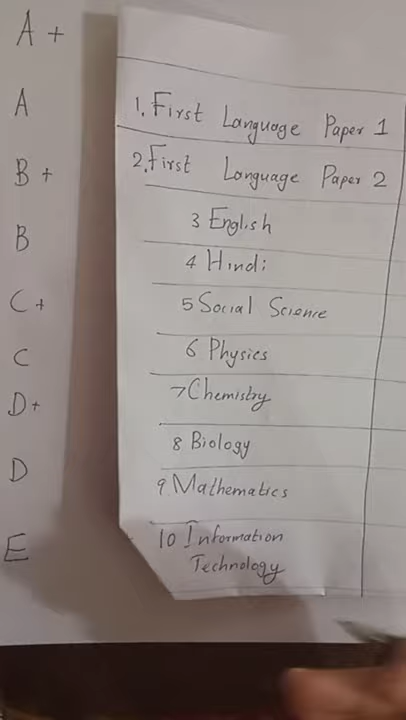 A+
A
B+
B
C+
C
D+
D
E
1. First Language Paper 1
2. First Language Paper 2
3 English
4 Hindi
5 Social Science
6 Physics
7 Chemistry
8 Biology
9 Mathematics
10 Information
Technology